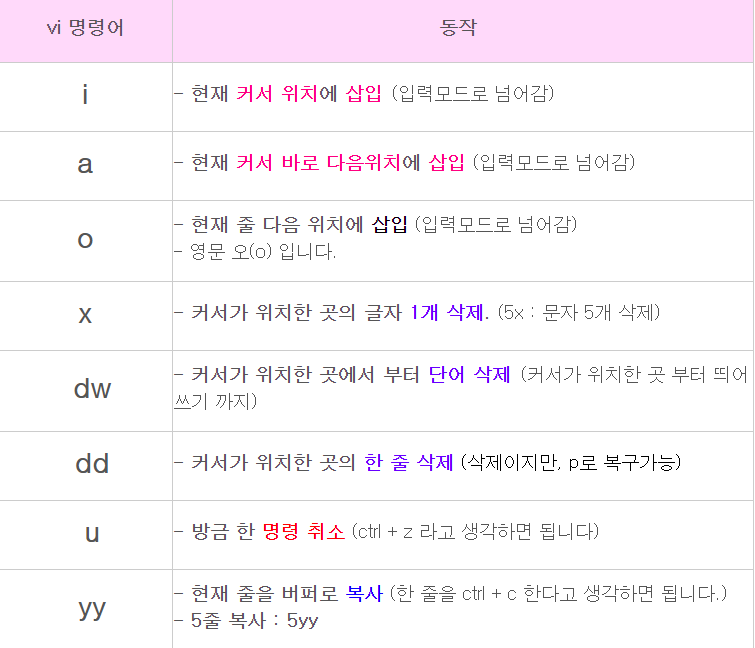 vi 명령어 동작
i - 현재 커서 위치에 삽입 (입력모드로 넘어감)
a - 현재 커서 바로 다음위치에 삽입 (입력모드로 넘어감)
o - 현재 줄 다음 위치에 삽입 (입력모드로 넘어감)
- 영문 오(o) 입니다.
x - 커서가 위치한 곳의 글자 1개 삭제. (5x : 문자 5개 삭제)
dw - 커서가 위치한 곳에서 부터 단어 삭제 (커서가 위치한 곳 부터 띄어
쓰기 까지)
dd - 커서가 위치한 곳의 한 줄 삭제 (삭제이지만, p로 복구가능)
u - 방금 한 명령 취소 (ctrl + z 라고 생각하면 됩니다)
yy - 현재 줄을 버퍼로 복사 (한 줄을 ctrl + c 한다고 생각하면 됩니다.)
- 5줄 복사 : 5yy